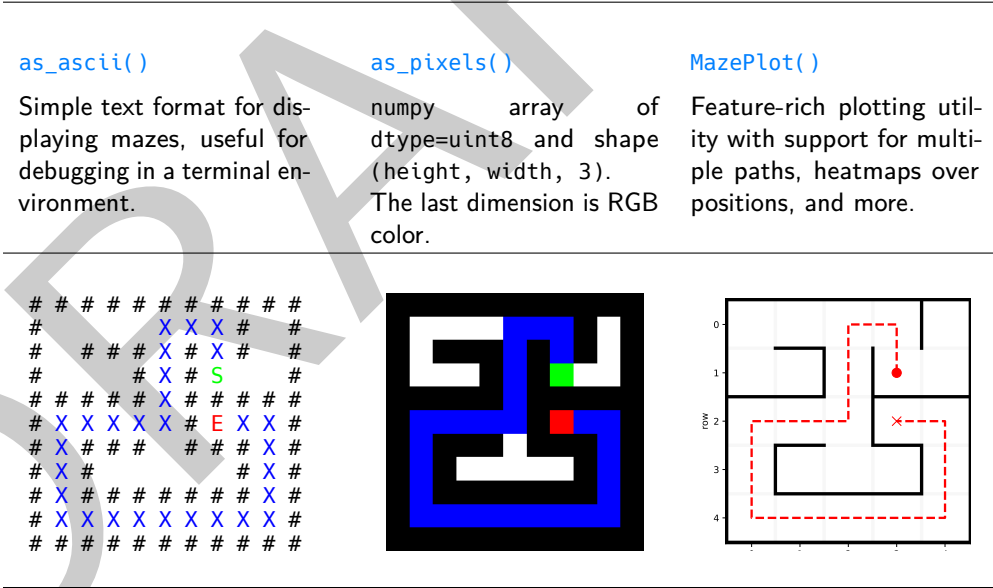 as_ascii()
Simple text format for dis-
playing mazes, useful for
debugging in a terminal en-
vironment.
as_pixels()
numpy array of
dtype=uint8 and shape
(height, width, 3).
The last dimension is RGB
color.
MazePlot()
Feature-rich plotting util-
ity with support for multi-
ple paths, heatmaps over
positions, and more.
# # # # # # # # # # #
#         X X X #   #
#   # # # X # X #   #
#       # X # S     #
# # # # # X # # # # #
# X X X X X # E X X #
# X # # #   # # # X #
# X #           # X #
# X # # # # # # # X #
# X X X X X X X X X #
# # # # # # # # # # #
0
1
2
3
4
row